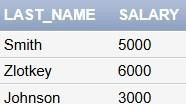 LAST_NAME SALARY
Smith 5000
Zlotkey 6000
Johnson 3000